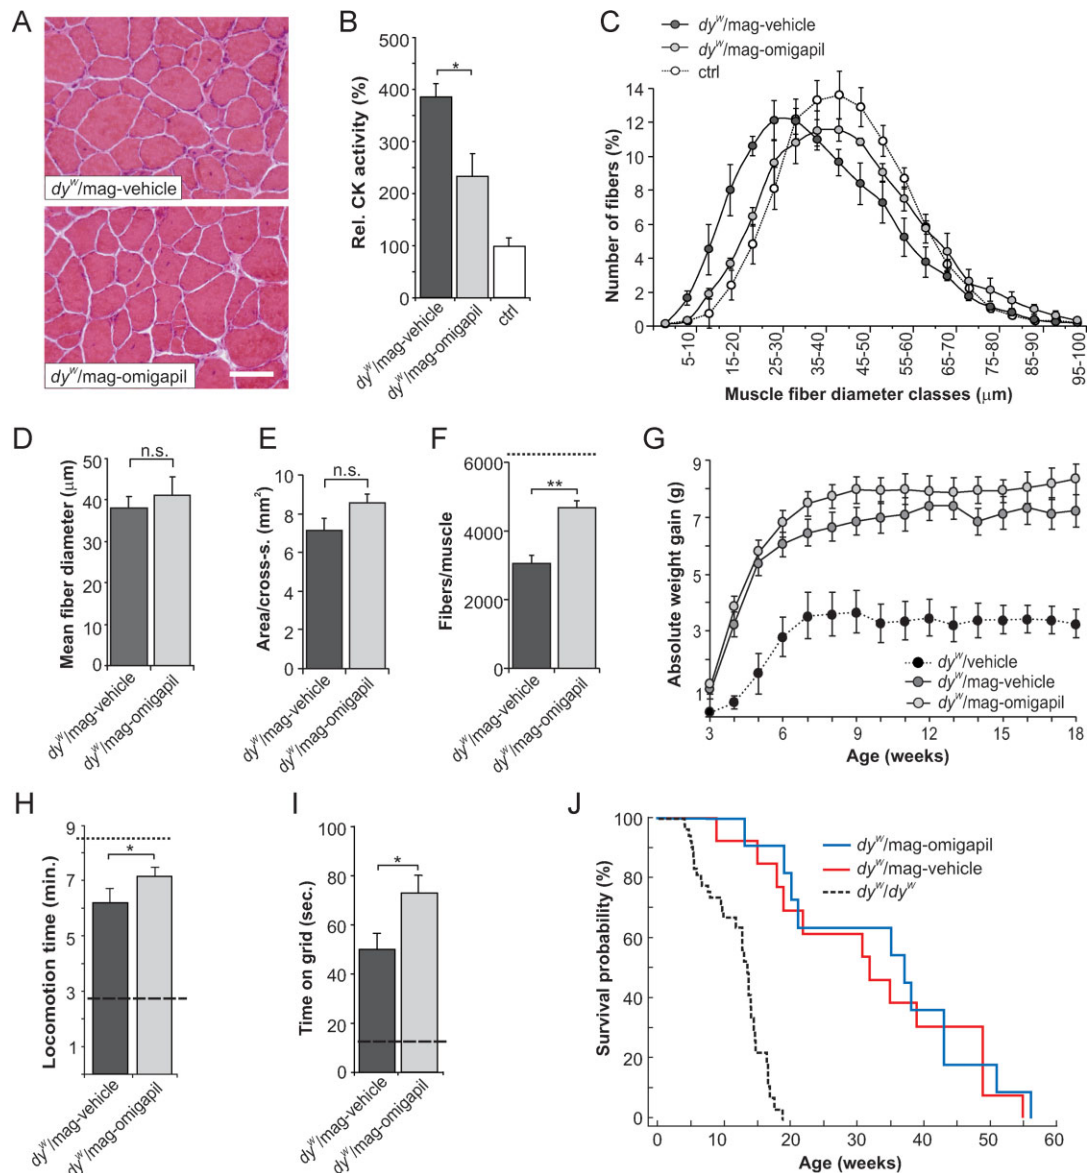 A
dyW/mag-vehicle
dyW/mag-omigapil
B
Rel. CK activity (%)
500
400
300
200
100
0
*
dyW/mag-vehicle
dyW/mag-omigapil
ctrl
C
dyW/mag-vehicle
dyW/mag-omigapil
ctrl
Number of fibers (%)
14
12
10
8
6
4
2
0
5-10
15-20
25-30
35-40
45-50
55-60
65-70
75-80
85-90
95-100
Muscle fiber diameter classes (μm)
D
Mean fiber diameter (μm)
50
40
30
20
10
0
n.s.
dyW/mag-vehicle
dyW/mag-omigapil
E
Area/cross-s. (mm²)
10
8
6
4
2
0
n.s.
dyW/mag-vehicle
dyW/mag-omigapil
F
Fibers/muscle
6000
4000
2000
0
**
dyW/mag-vehicle
dyW/mag-omigapil
G
Absolute weight gain (g)
9
7
5
3
1
dyW/vehicle
dyW/mag-vehicle
dyW/mag-omigapil
3 6 9 12 15 18
Age (weeks)
H
Locomotion time (min.)
9
7
5
3
1
*
dyW/mag-vehicle
dyW/mag-omigapil
I
Time on grid (sec.)
100
80
60
40
20
0
*
dyW/mag-vehicle
dyW/mag-omigapil
J
Survival probability (%)
100
80
60
40
20
0
dyW/mag-omigapil
dyW/mag-vehicle
dyW/dyW
0 10 20 30 40 50 60
Age (weeks)